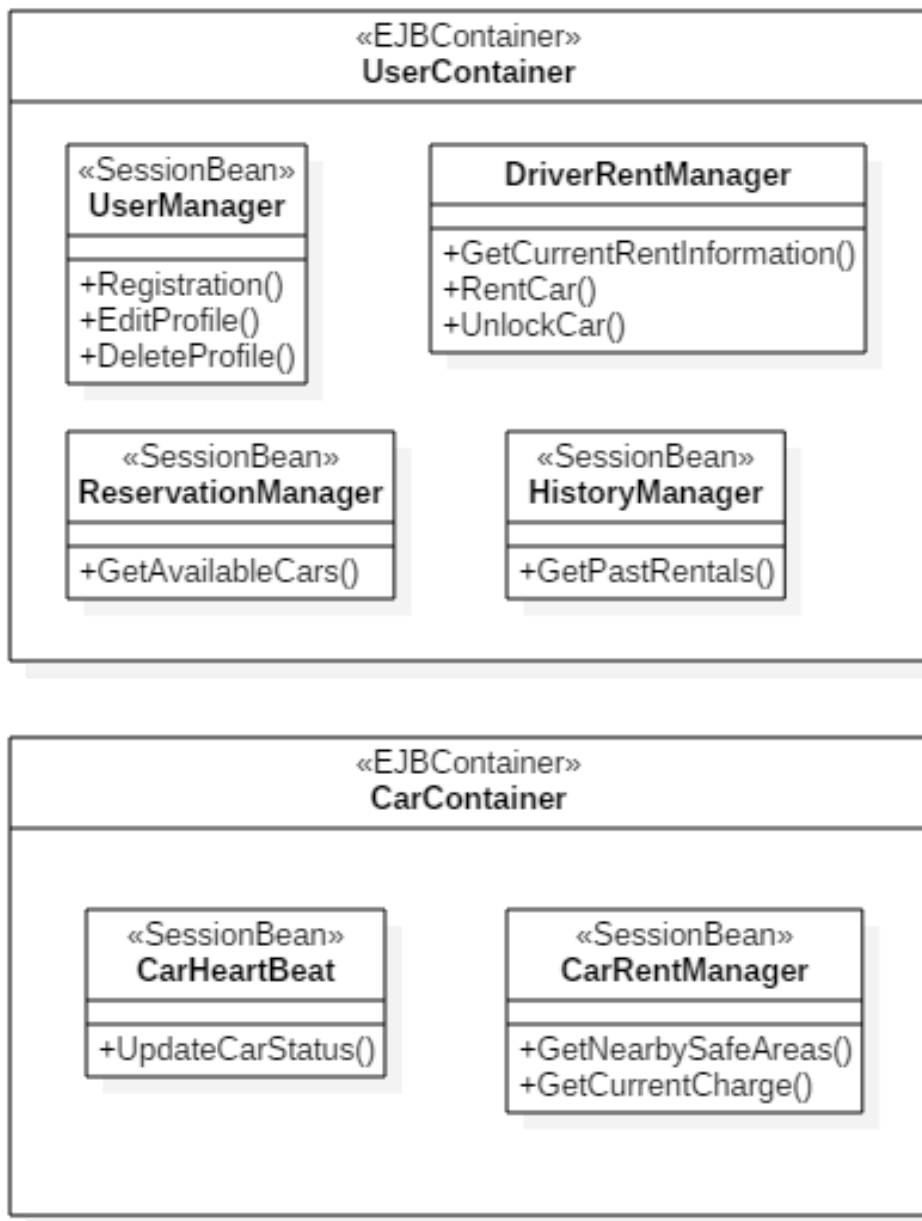 «EJBContainer»
UserContainer
«SessionBean»
UserManager
+Registration()
+EditProfile()
+DeleteProfile()
DriverRentManager
+GetCurrentRentInformation()
+RentCar()
+UnlockCar()
«SessionBean»
ReservationManager
+GetAvailableCars()
«SessionBean»
HistoryManager
+GetPastRentals()
«EJBContainer»
CarContainer
«SessionBean»
CarHeartBeat
+UpdateCarStatus()
«SessionBean»
CarRentManager
+GetNearbySafeAreas()
+GetCurrentCharge()